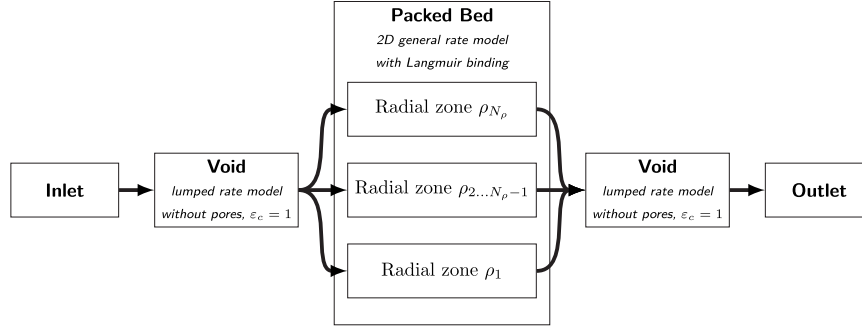 Packed Bed
2D general rate model
with Langmuir binding
Radial zone ρ_{N_ρ}
Inlet
Void
lumped rate model
without pores, ε_c = 1
Radial zone ρ_{2...N_ρ−1}
Void
lumped rate model
without pores, ε_c = 1
Outlet
Radial zone ρ_1